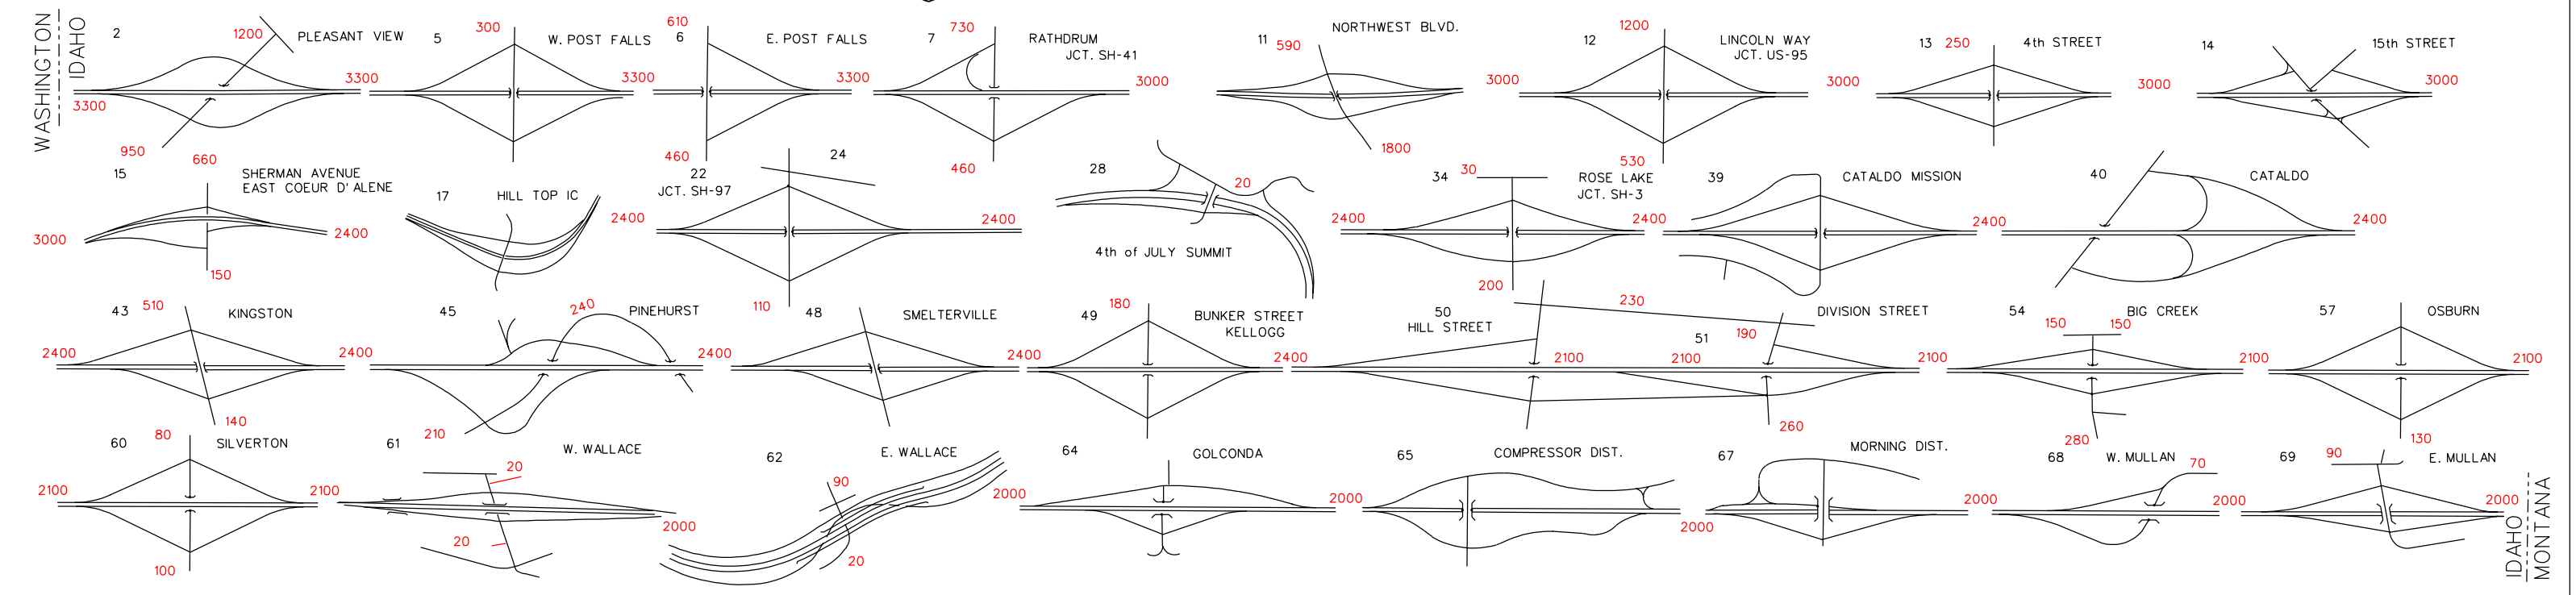 WASHINGTON
IDAHO
2
1200
PLEASANT VIEW
3300
3300
950
5
300
W. POST FALLS
3300
610
6
E. POST FALLS
3300
460
7
730
RATHDRUM
JCT. SH-41
3000
460
11
590
NORTHWEST BLVD.
3000
1800
12
1200
LINCOLN WAY
JCT. US-95
3000
530
13
250
4th STREET
3000
14
15th STREET
3000
15
660
SHERMAN AVENUE
EAST COEUR D'ALENE
3000
2400
150
17
HILL TOP IC
2400
22
JCT. SH-97
24
2400
110
28
20
4th of JULY SUMMIT
2400
34
30
ROSE LAKE
JCT. SH-3
2400
200
39
CATALDO MISSION
2400
40
CATALDO
2400
43
510
KINGSTON
2400
2400
140
45
240
PINEHURST
2400
210
48
SMELTERVILLE
2400
49
180
BUNKER STREET
KELLOGG
2400
50
HILL STREET
230
2100
2100
51
190
DIVISION STREET
2100
260
54
BIG CREEK
150
150
2100
280
57
OSBURN
2100
130
60
80
SILVERTON
2100
2100
100
61
W. WALLACE
20
20
2000
62
E. WALLACE
90
20
2000
64
GOLCONDA
2000
65
COMPRESSOR DIST.
2000
67
MORNING DIST.
2000
68
W. MULLAN
70
2000
69
90
E. MULLAN
2000
IDAHO
MONTANA